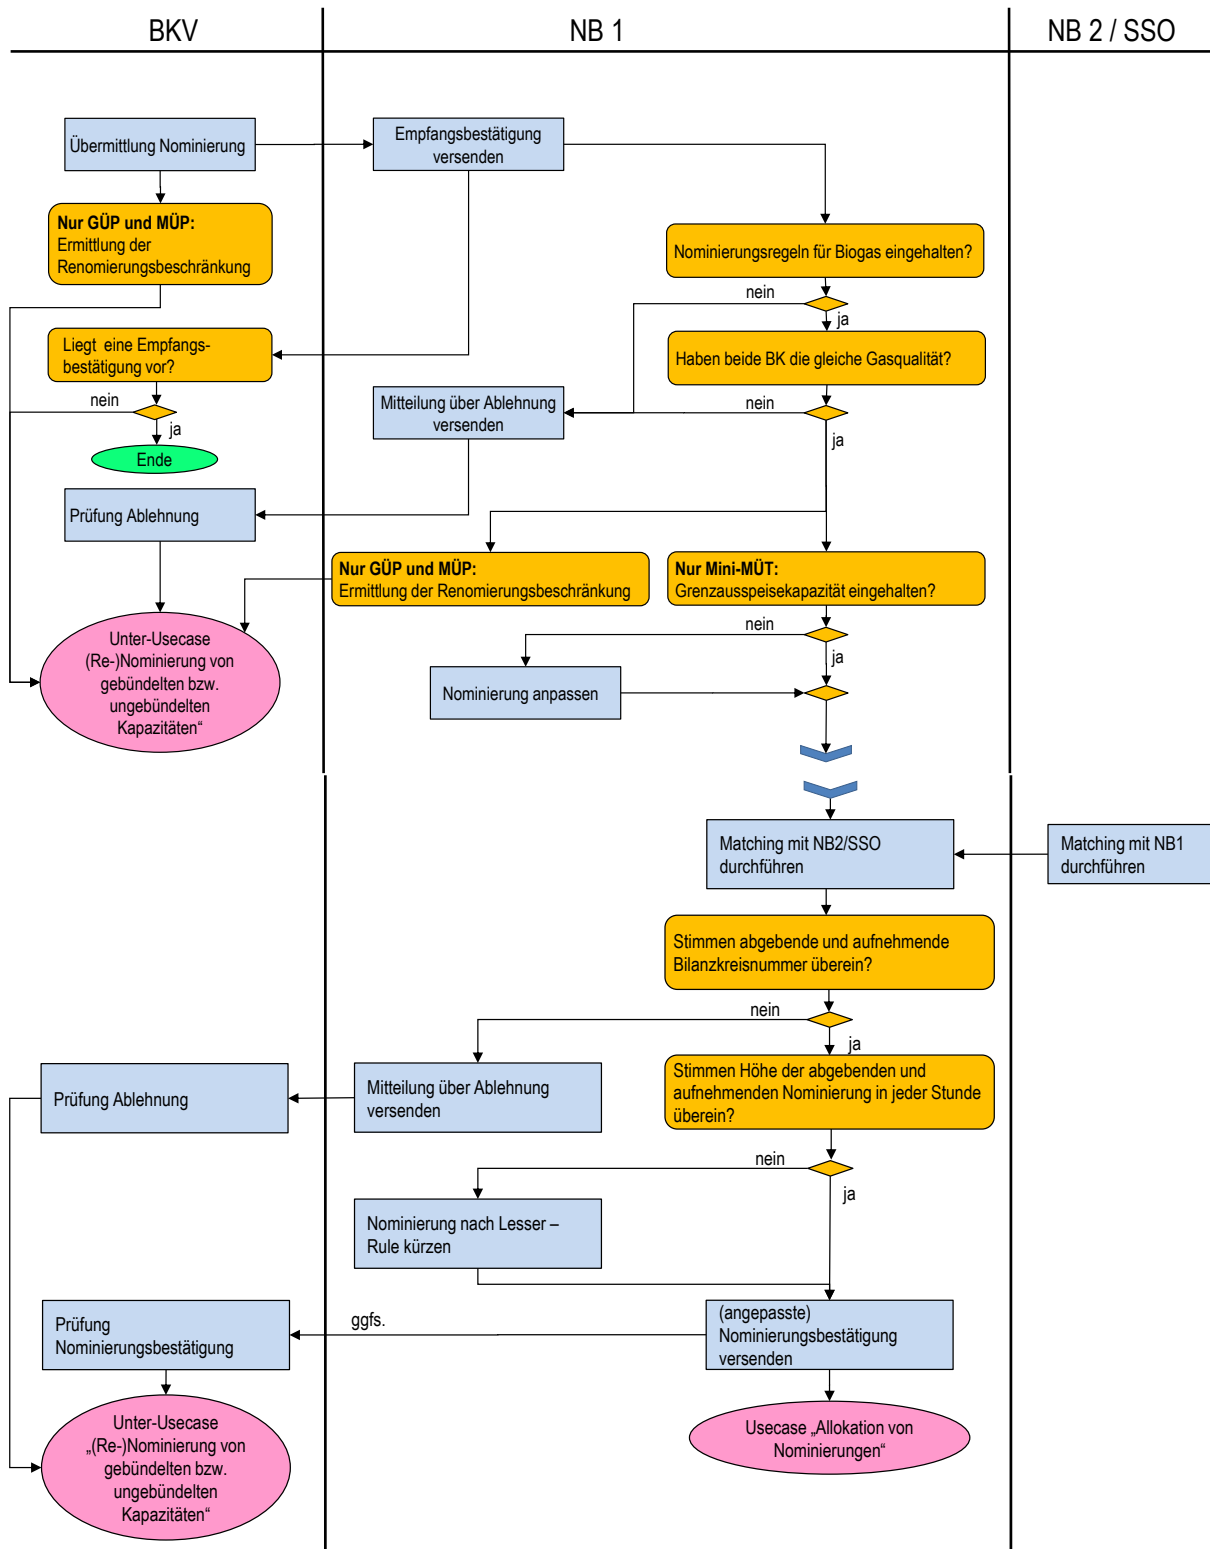 BKV
NB 1
NB 2 / SSO
Übermittlung Nominierung
Empfangsbestätigung
versenden
Nur GÜP und MÜP:
Ermittlung der
Renomierungsbeschränkung
Nominierungsregeln für Biogas eingehalten?
nein
ja
Liegt eine Empfangs-
bestätigung vor?
Haben beide BK die gleiche Gasqualität?
nein
ja
Ende
Mitteilung über Ablehnung
versenden
nein
ja
Prüfung Ablehnung
Nur GÜP und MÜP:
Ermittlung der Renomierungsbeschränkung
Nur Mini-MÜT:
Grenzausspeisekapazität eingehalten?
nein
ja
Unter-Usecase
(Re-)Nominierung von
gebündelten bzw.
ungebündelten
Kapazitäten“
Nominierung anpassen
Matching mit NB2/SSO
durchführen
Matching mit NB1
durchführen
Stimmen abgebende und aufnehmende
Bilanzkreisnummer überein?
nein
ja
Prüfung Ablehnung
Mitteilung über Ablehnung
versenden
Stimmen Höhe der abgebenden und
aufnehmenden Nominierung in jeder Stunde
überein?
nein
ja
Nominierung nach Lesser –
Rule kürzen
Prüfung
Nominierungsbestätigung
ggfs.
(angepasste)
Nominierungsbestätigung
versenden
Unter-Usecase
„(Re-)Nominierung von
gebündelten bzw.
ungebündelten
Kapazitäten“
Usecase „Allokation von
Nominierungen“